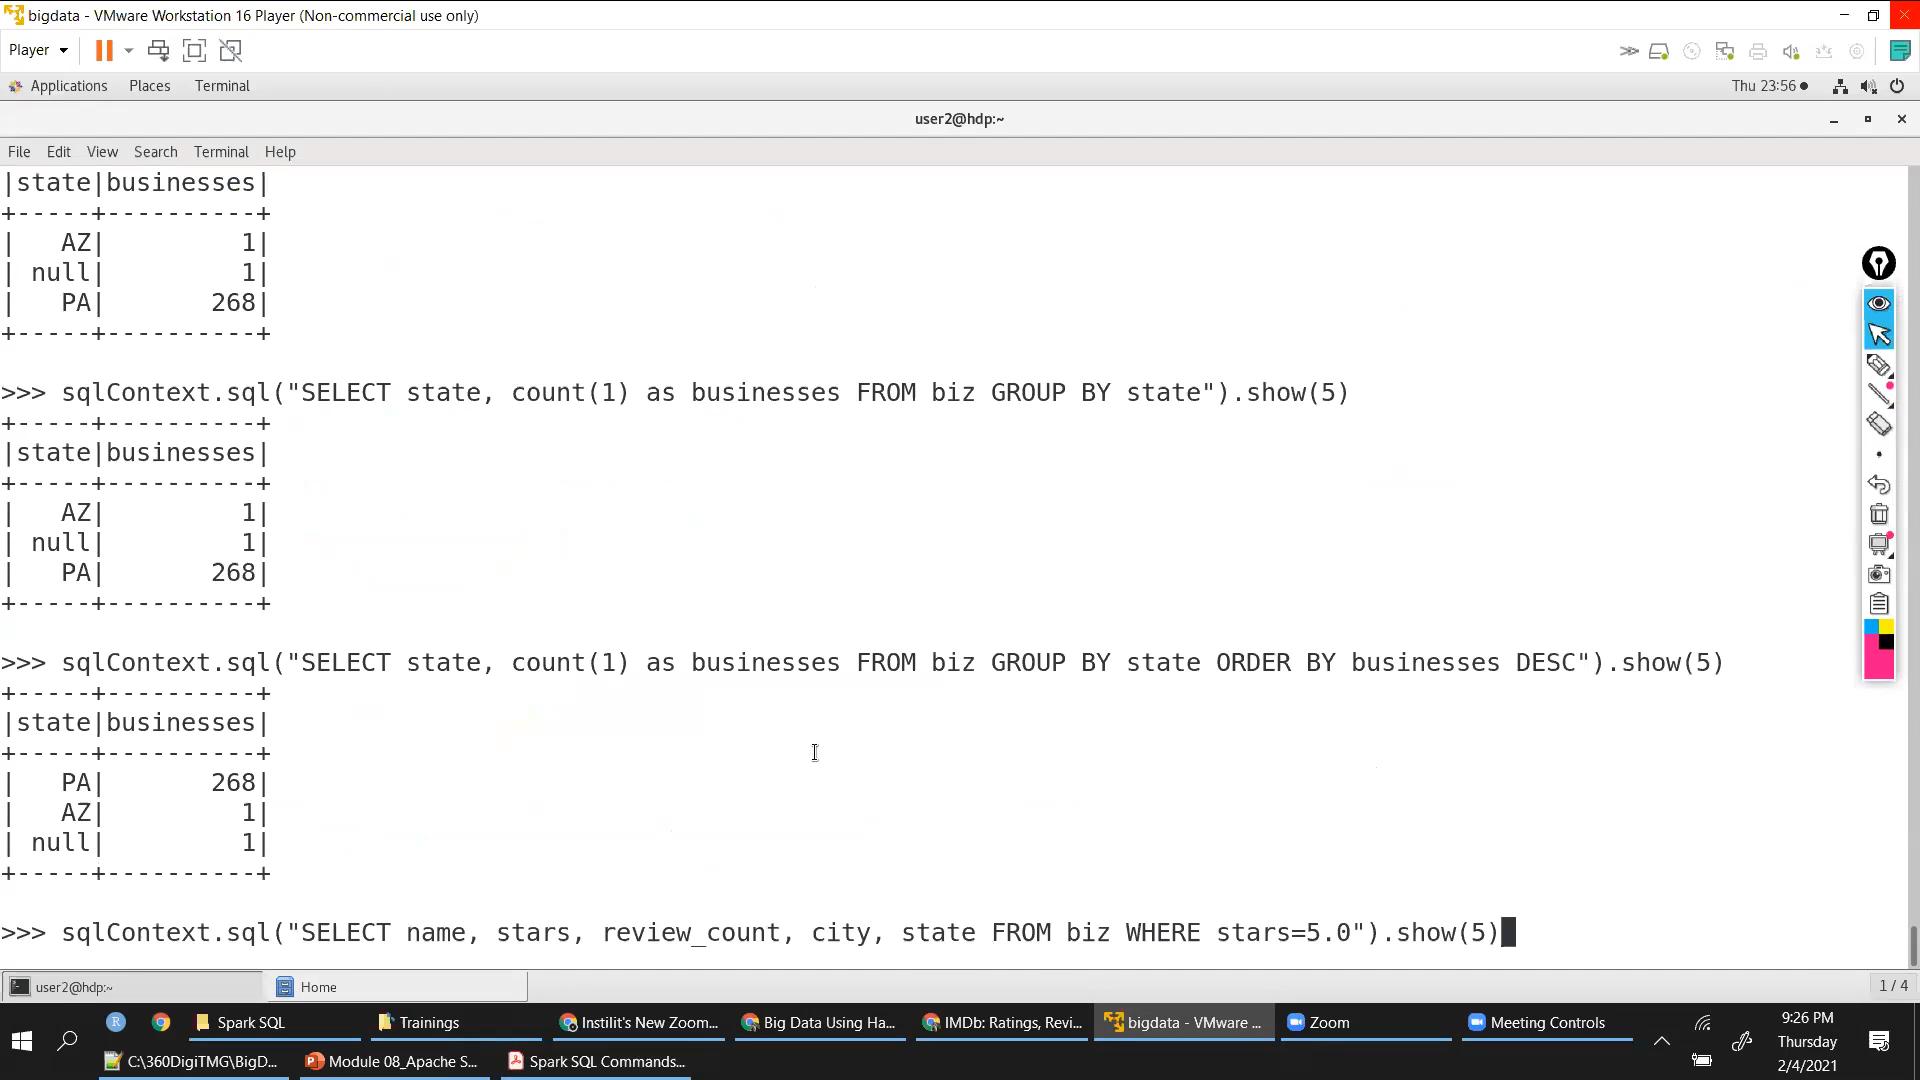 bigdata - VMware Workstation 16 Player (Non-commercial use only)
Player
Applications Places Terminal Thu 23:56
user2@hdp:~
File Edit View Search Terminal Help
|state|businesses|
+-----+----------+
|   AZ|         1|
| null|         1|
|   PA|       268|
+-----+----------+
>>> sqlContext.sql("SELECT state, count(1) as businesses FROM biz GROUP BY state").show(5)
+-----+----------+
|state|businesses|
+-----+----------+
|   AZ|         1|
| null|         1|
|   PA|       268|
+-----+----------+
>>> sqlContext.sql("SELECT state, count(1) as businesses FROM biz GROUP BY state ORDER BY businesses DESC").show(5)
+-----+----------+
|state|businesses|
+-----+----------+
|   PA|       268|
|   AZ|         1|
| null|         1|
+-----+----------+
>>> sqlContext.sql("SELECT name, stars, review_count, city, state FROM biz WHERE stars=5.0").show(5)
user2@hdp:~ Home 1 / 4
R Spark SQL Trainings Instilit's New Zoom... Big Data Using Ha... IMDb: Ratings, Revi... bigdata - VMware ... Zoom Meeting Controls
C:\360DigiTMG\BigD... Module 08_Apache S... Spark SQL Commands...
9:26 PM
Thursday
2/4/2021